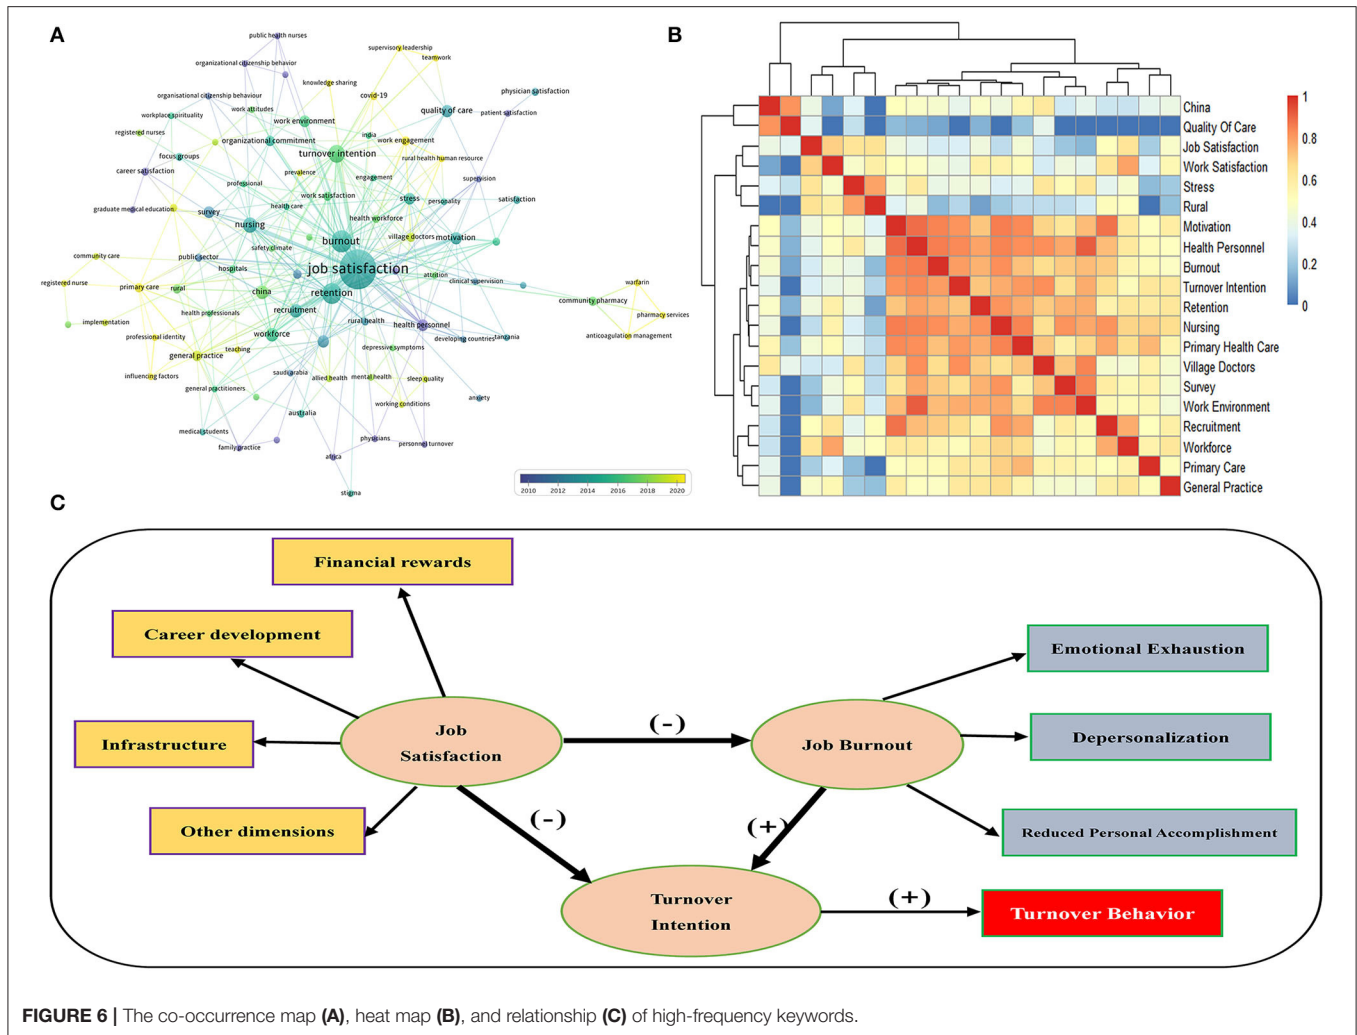 A
public health nurses
supervisory leadership
teamwork
organizational citizenship behavior
knowledge sharing
covid-19
physician satisfaction
organisational citizenship behaviour
work attitudes
quality of care
patient satisfaction
workplace spirituality
work environment
registered nurses
organizational commitment
india
work engagement
focus groups
turnover intention
rural health human resource
career satisfaction
prevalence
engagement
supervision
professional
work satisfaction
stress
personality
satisfaction
graduate medical education
survey
health care
nursing
health workforce
village doctors
motivation
burnout
safety climate
community care
public sector
job satisfaction
hospitals
attrition
registered nurse
primary care
rural
china
retention
clinical supervision
warfarin
community pharmacy
health professionals
recruitment
pharmacy services
implementation
rural health
health personnel
professional identity
workforce
developing countries
tanzania
anticoagulation management
general practice
teaching
depressive symptoms
influencing factors
saudi arabia
allied health
mental health
sleep quality
general practitioners
working conditions
anxiety
australia
medical students
family practice
physicians
personnel turnover
africa
stigma
2010 2012 2014 2016 2018 2020
B
China
Quality Of Care
Job Satisfaction
Work Satisfaction
Stress
Rural
Motivation
Health Personnel
Burnout
Turnover Intention
Retention
Nursing
Primary Health Care
Village Doctors
Survey
Work Environment
Recruitment
Workforce
Primary Care
General Practice
1
0.8
0.6
0.4
0.2
0
C
Financial rewards
Career development
Infrastructure
Other dimensions
Job
Satisfaction
(-)
Job Burnout
Emotional Exhaustion
Depersonalization
Reduced Personal Accomplishment
(-)
(+)
Turnover
Intention
(+)
Turnover Behavior
FIGURE 6 | The co-occurrence map (A), heat map (B), and relationship (C) of high-frequency keywords.